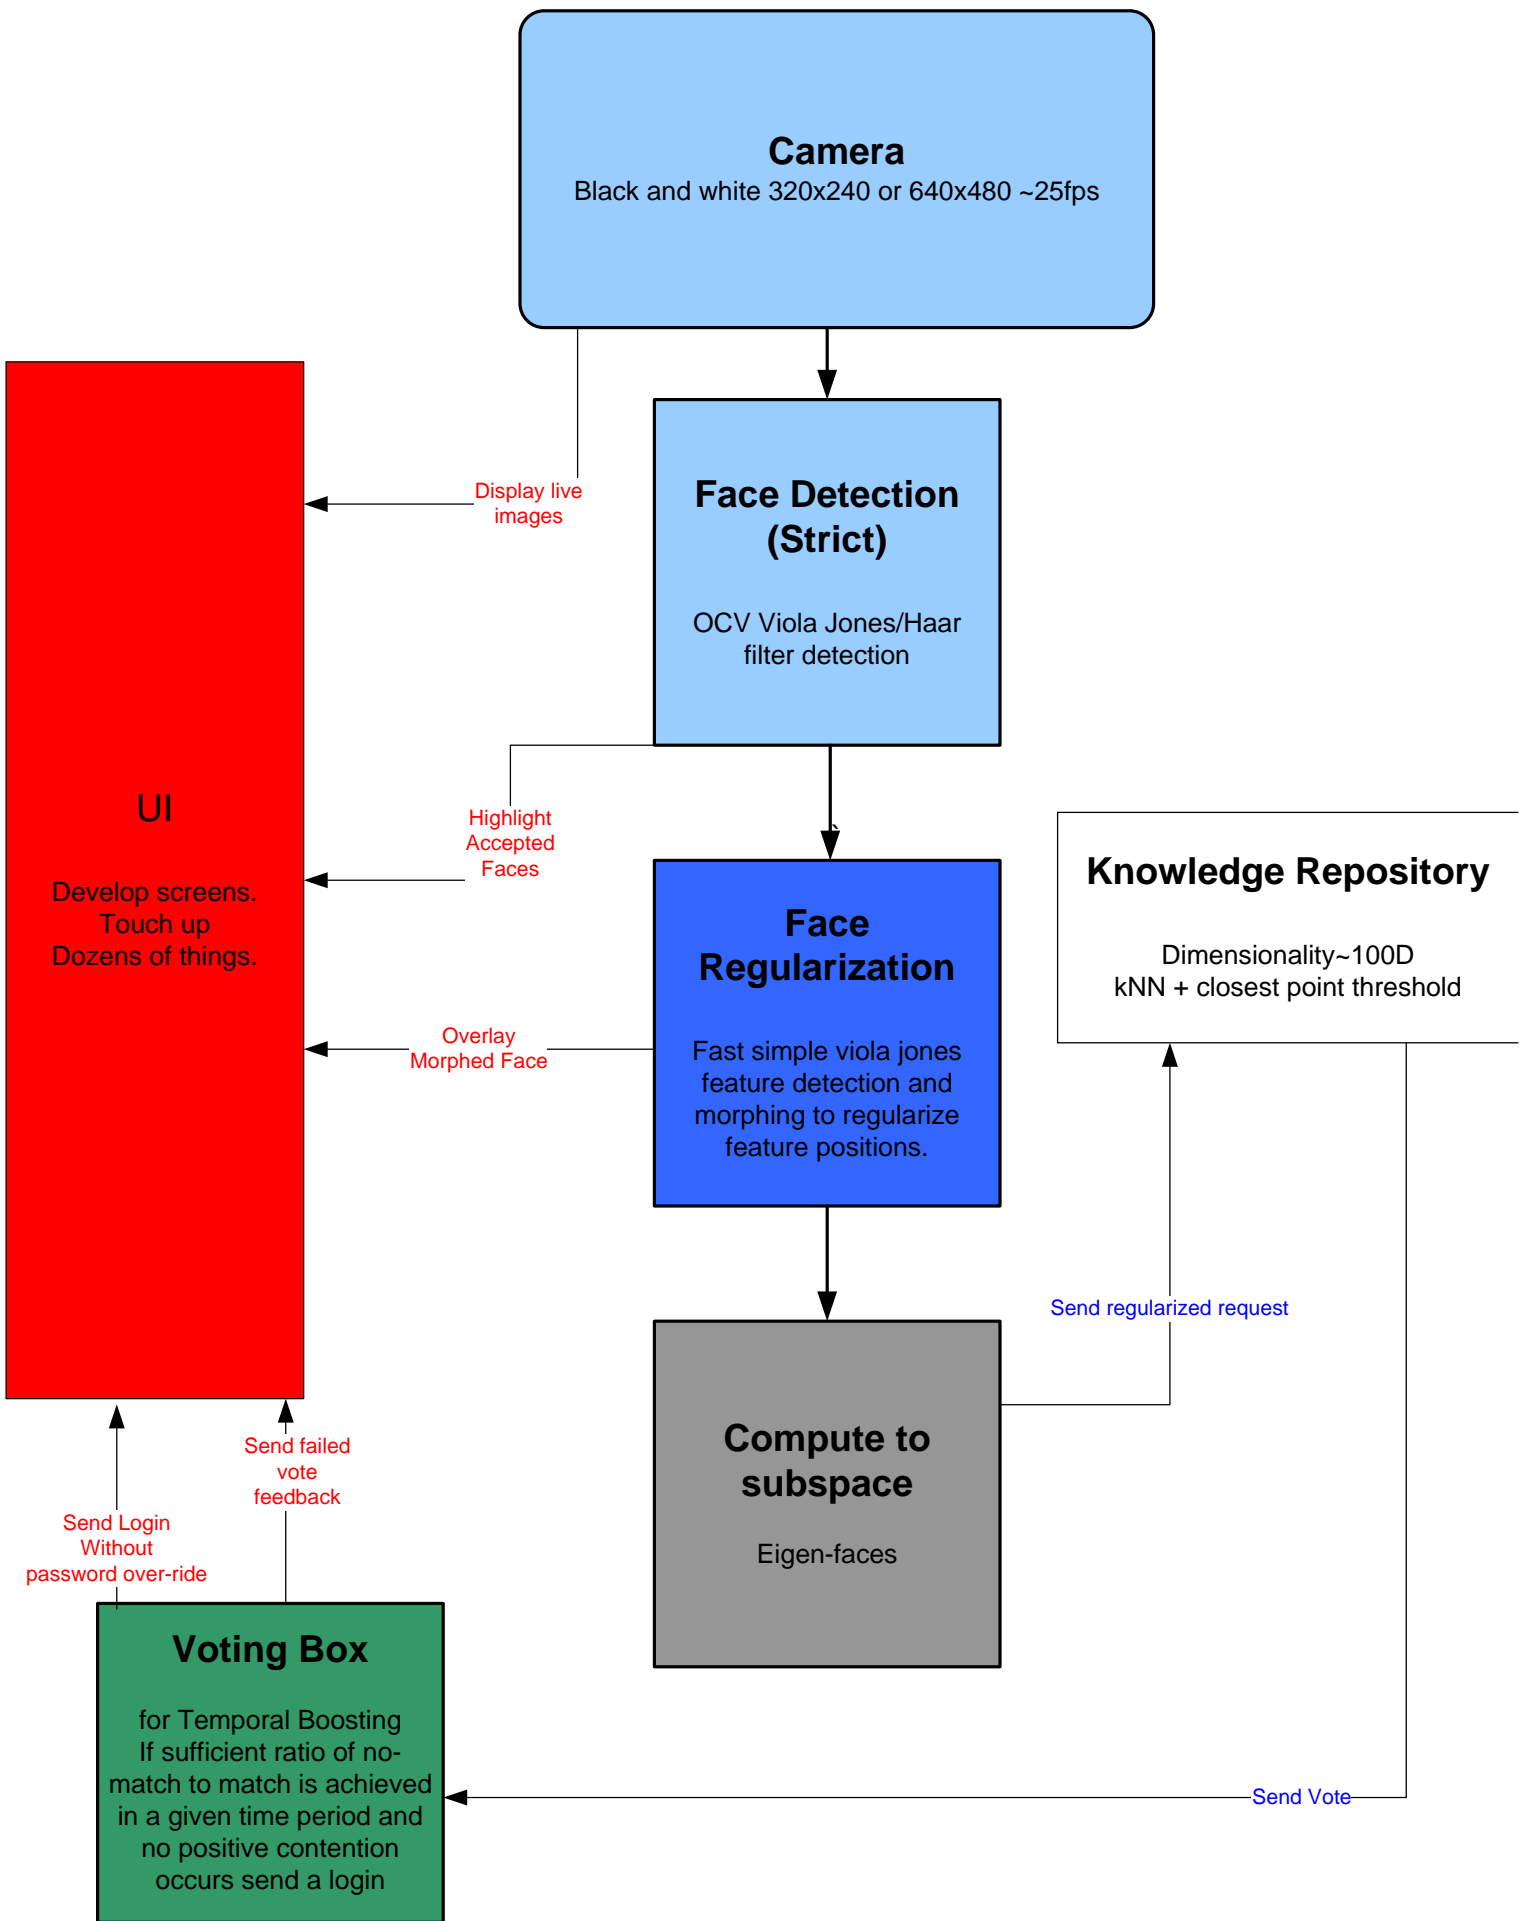 Camera
Black and white 320x240 or 640x480 ~25fps
Display live
images
Face Detection
(Strict)
OCV Viola Jones/Haar
filter detection
UI
Develop screens.
Touch up
Dozens of things.
Highlight
Accepted
Faces
`
Face
Regularization
Fast simple viola jones
feature detection and
morphing to regularize
feature positions.
Knowledge Repository
Dimensionality~100D
kNN + closest point threshold
Overlay
Morphed Face
Send regularized request
Compute to
subspace
Eigen-faces
Send failed
vote
feedback
Send Login
Without
password over-ride
Voting Box
for Temporal Boosting
If sufficient ratio of no-
match to match is achieved
in a given time period and
no positive contention
occurs send a login
Send Vote